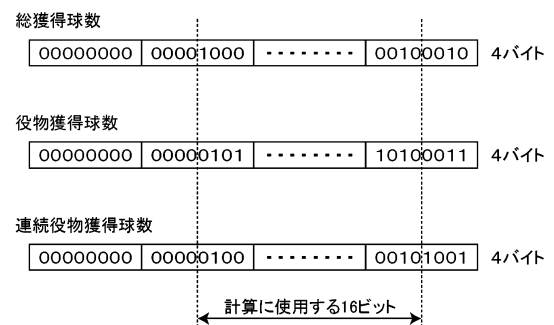 総獲得球数
00000000 00001000 ‐‐‐‐‐‐‐‐ 00100010 4バイト
役物獲得球数
00000000 00000101 ‐‐‐‐‐‐‐‐ 10100011 4バイト
連続役物獲得球数
00000000 00000100 ‐‐‐‐‐‐‐‐ 00101001 4バイト
計算に使用する16ビット